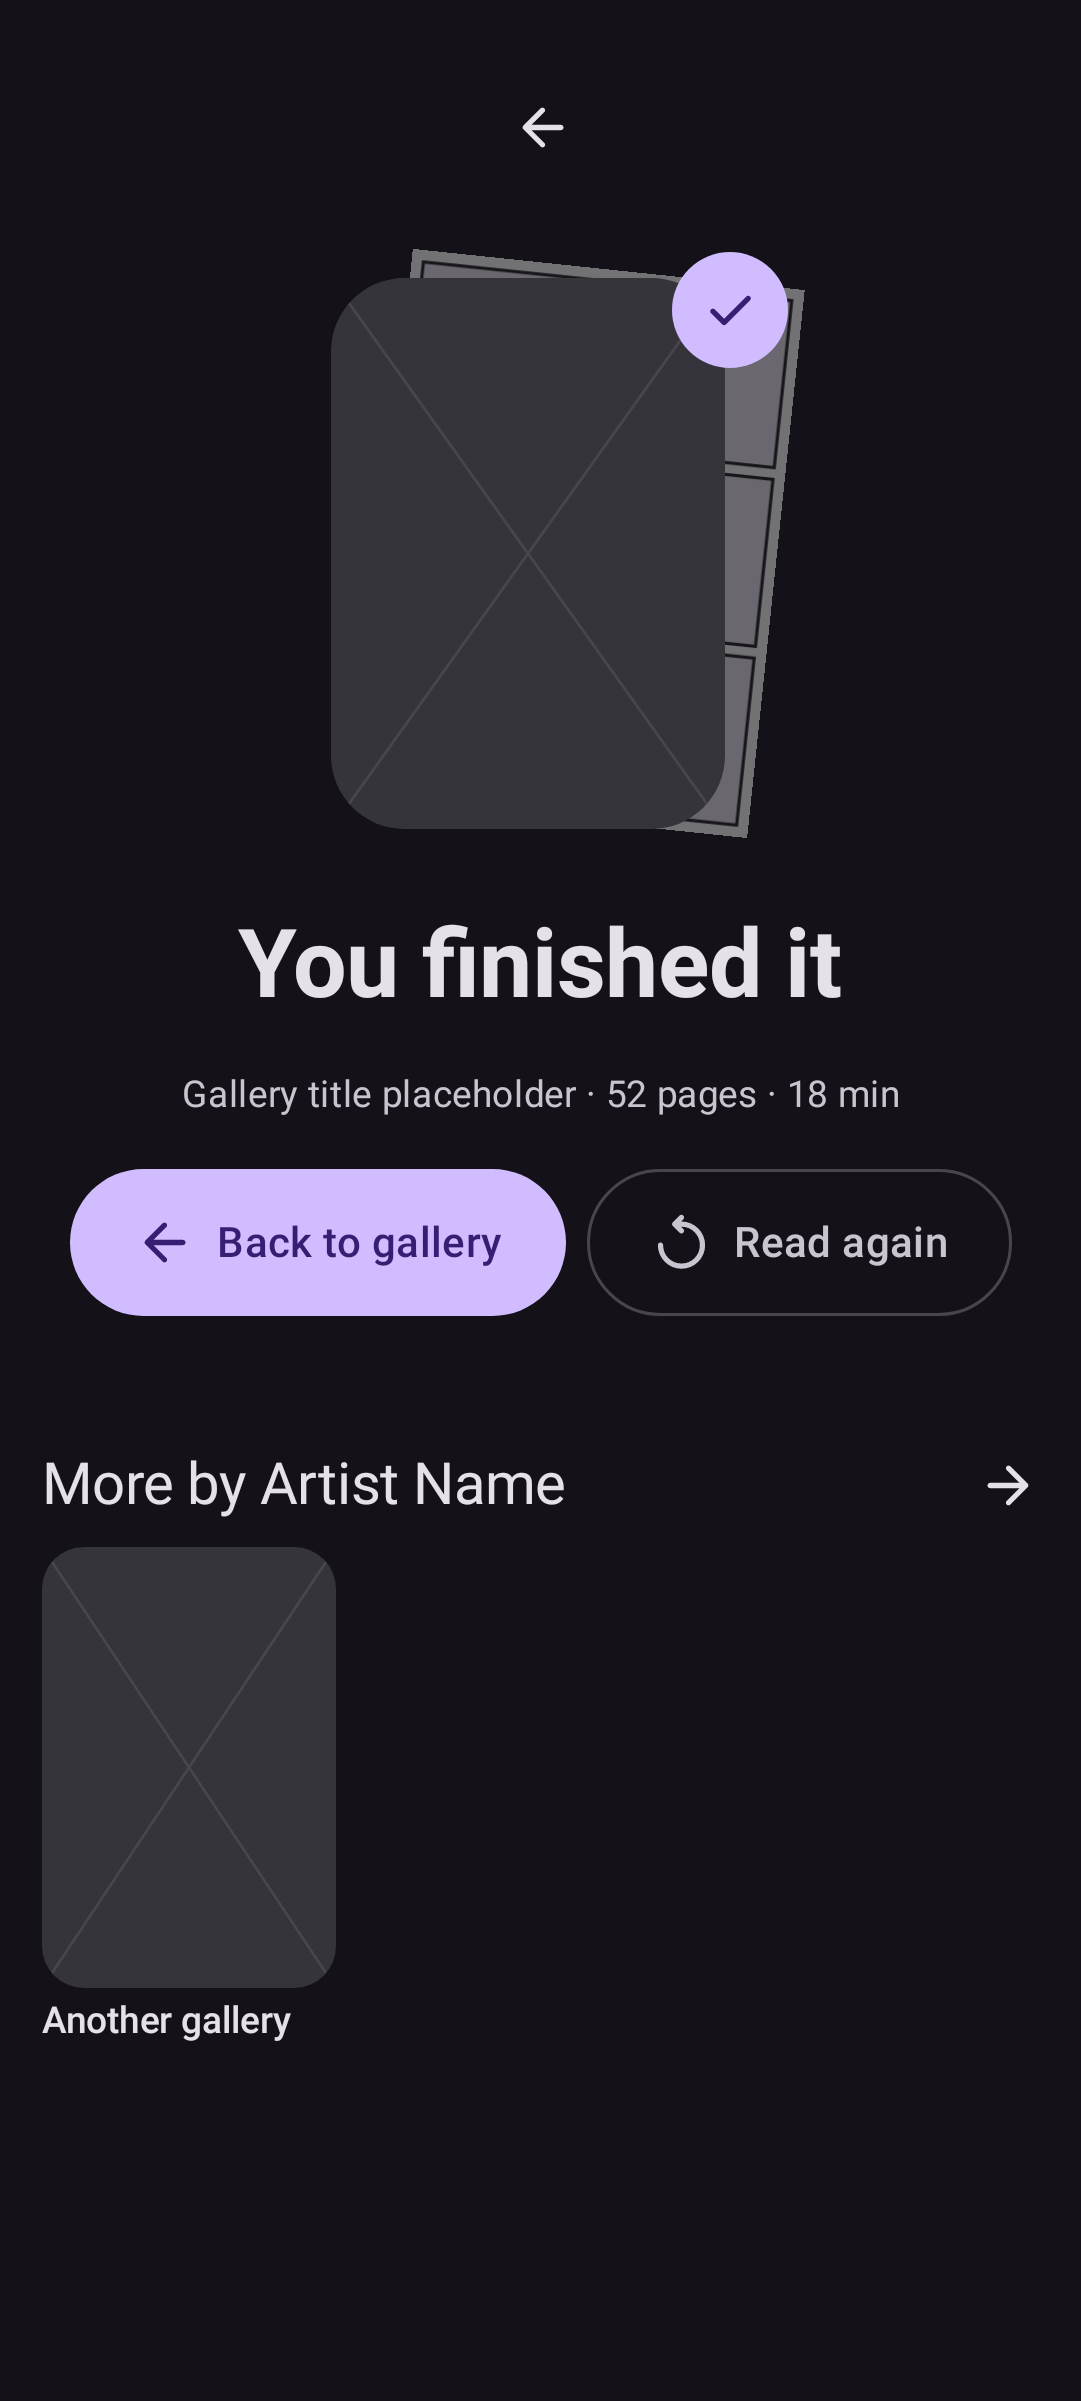 You finished it
Gallery title placeholder · 52 pages · 18 min
Back to gallery
Read again
More by Artist Name
Another gallery